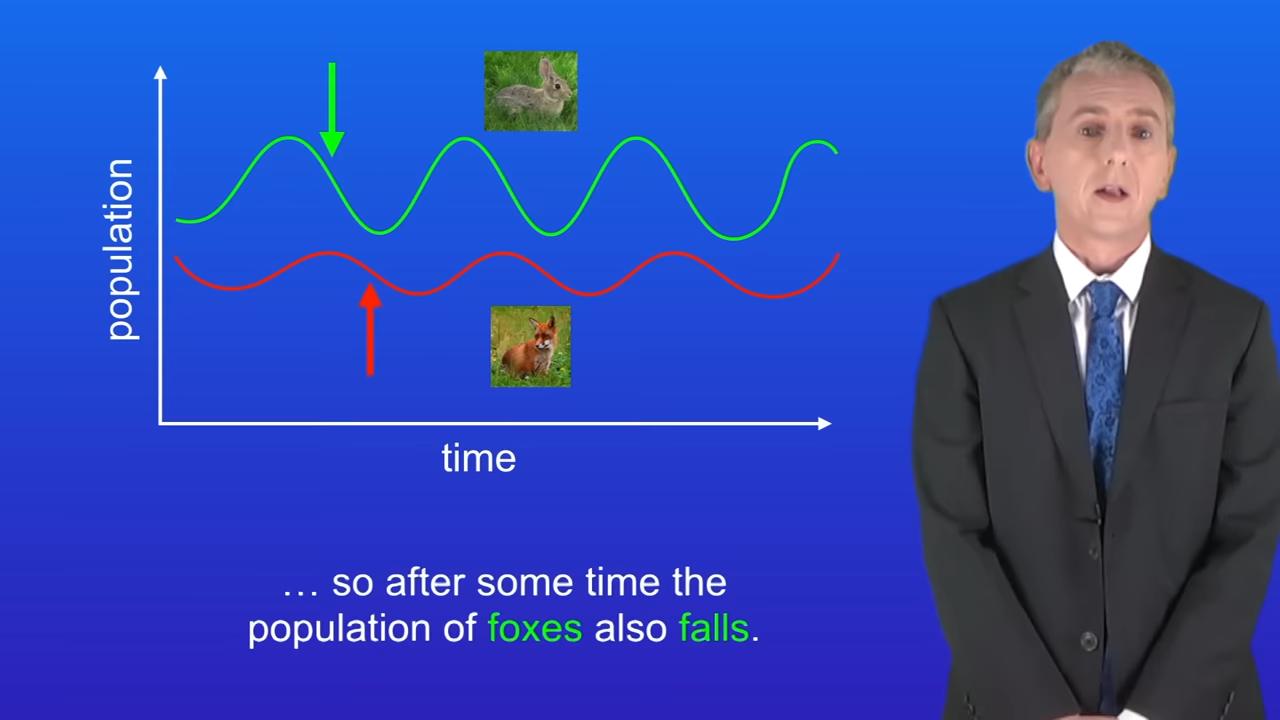 population
time
… so after some time the
population of foxes also falls.